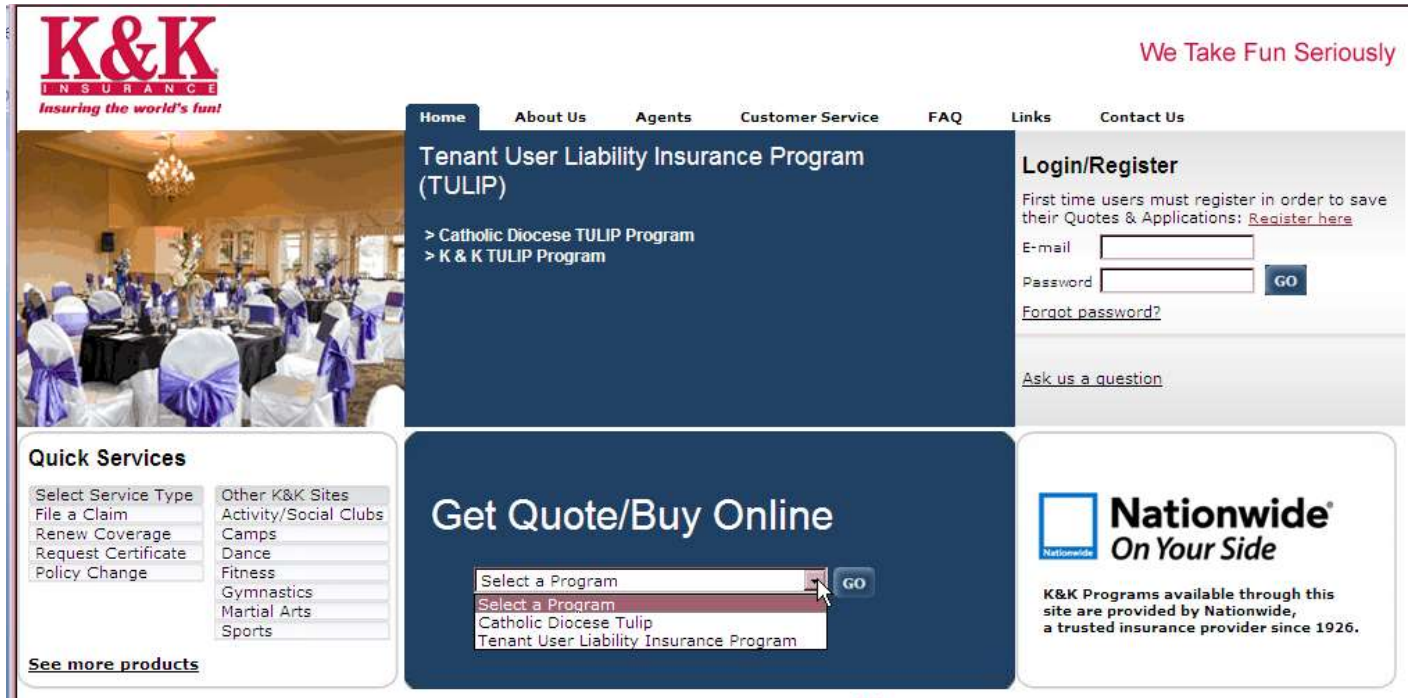 K&K
INSURANCE
Insuring the world's fun!
We Take Fun Seriously
Home About Us Agents Customer Service FAQ Links Contact Us
Tenant User Liability Insurance Program
(TULIP)
> Catholic Diocese TULIP Program
> K & K TULIP Program
Login/Register
First time users must register in order to save
their Quotes & Applications: Register here
E-mail
Password GO
Forgot password?
Ask us a question
Quick Services
Select Service Type
File a Claim
Renew Coverage
Request Certificate
Policy Change
Other K&K Sites
Activity/Social Clubs
Camps
Dance
Fitness
Gymnastics
Martial Arts
Sports
See more products
Get Quote/Buy Online
Select a Program GO
Select a Program
Catholic Diocese Tulip
Tenant User Liability Insurance Program
Nationwide
Nationwide®
On Your Side
K&K Programs available through this
site are provided by Nationwide,
a trusted insurance provider since 1926.